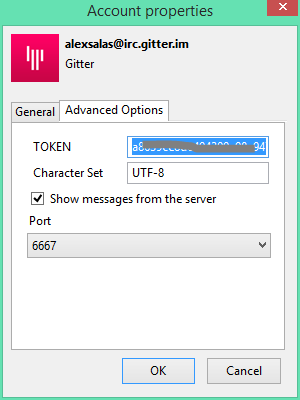 Account properties
alexsalas@irc.gitter.im
Gitter
General
Advanced Options
TOKEN
Character Set UTF-8
Show messages from the server
Port
6667
OK Cancel